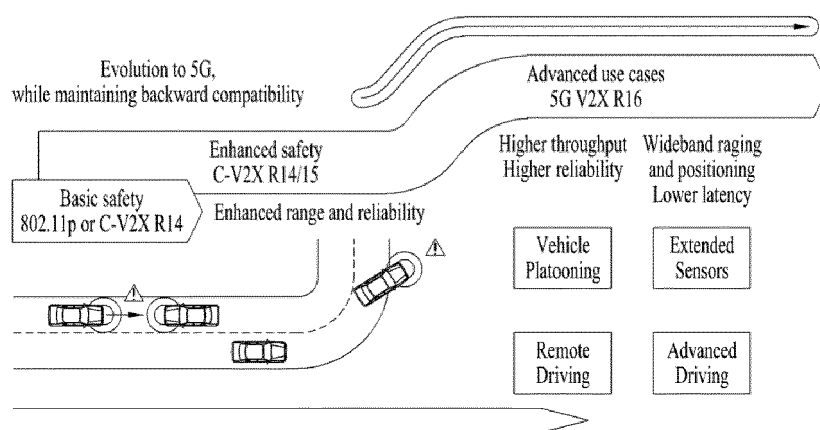 Evolution to 5G,
while maintaining backward compatibility
Advanced use cases
5G V2X R16
Enhanced safety
C-V2X R14/15
Higher throughput
Higher reliability
Wideband raging
and positioning
Lower latency
Basic safety
802.11p or C-V2X R14
Enhanced range and reliability
Vehicle
Platooning
Extended
Sensors
Remote
Driving
Advanced
Driving